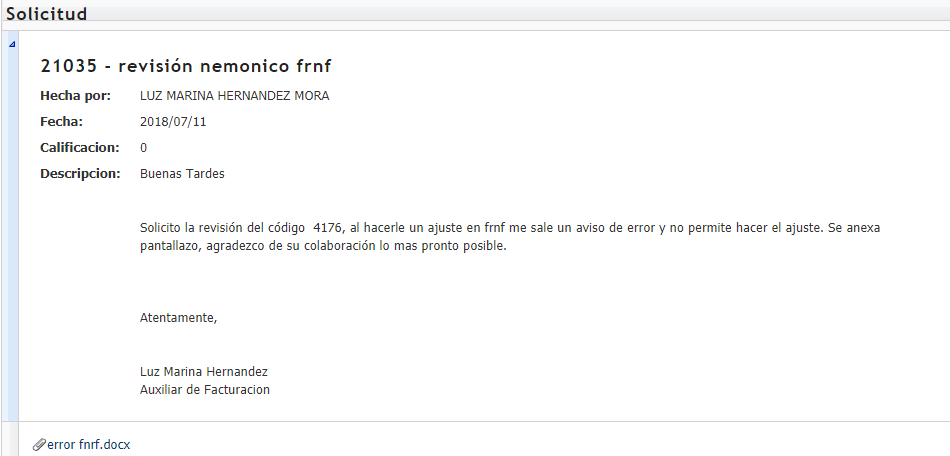 Solicitud
21035 - revisión nemonico frnf
Hecha por: LUZ MARINA HERNANDEZ MORA
Fecha: 2018/07/11
Calificacion: 0
Descripcion: Buenas Tardes
Solicito la revisión del código 4176, al hacerle un ajuste en frnf me sale un aviso de error y no permite hacer el ajuste. Se anexa
pantallazo, agradezco de su colaboración lo mas pronto posible.
Atentamente,
Luz Marina Hernandez
Auxiliar de Facturacion
error fnrf.docx